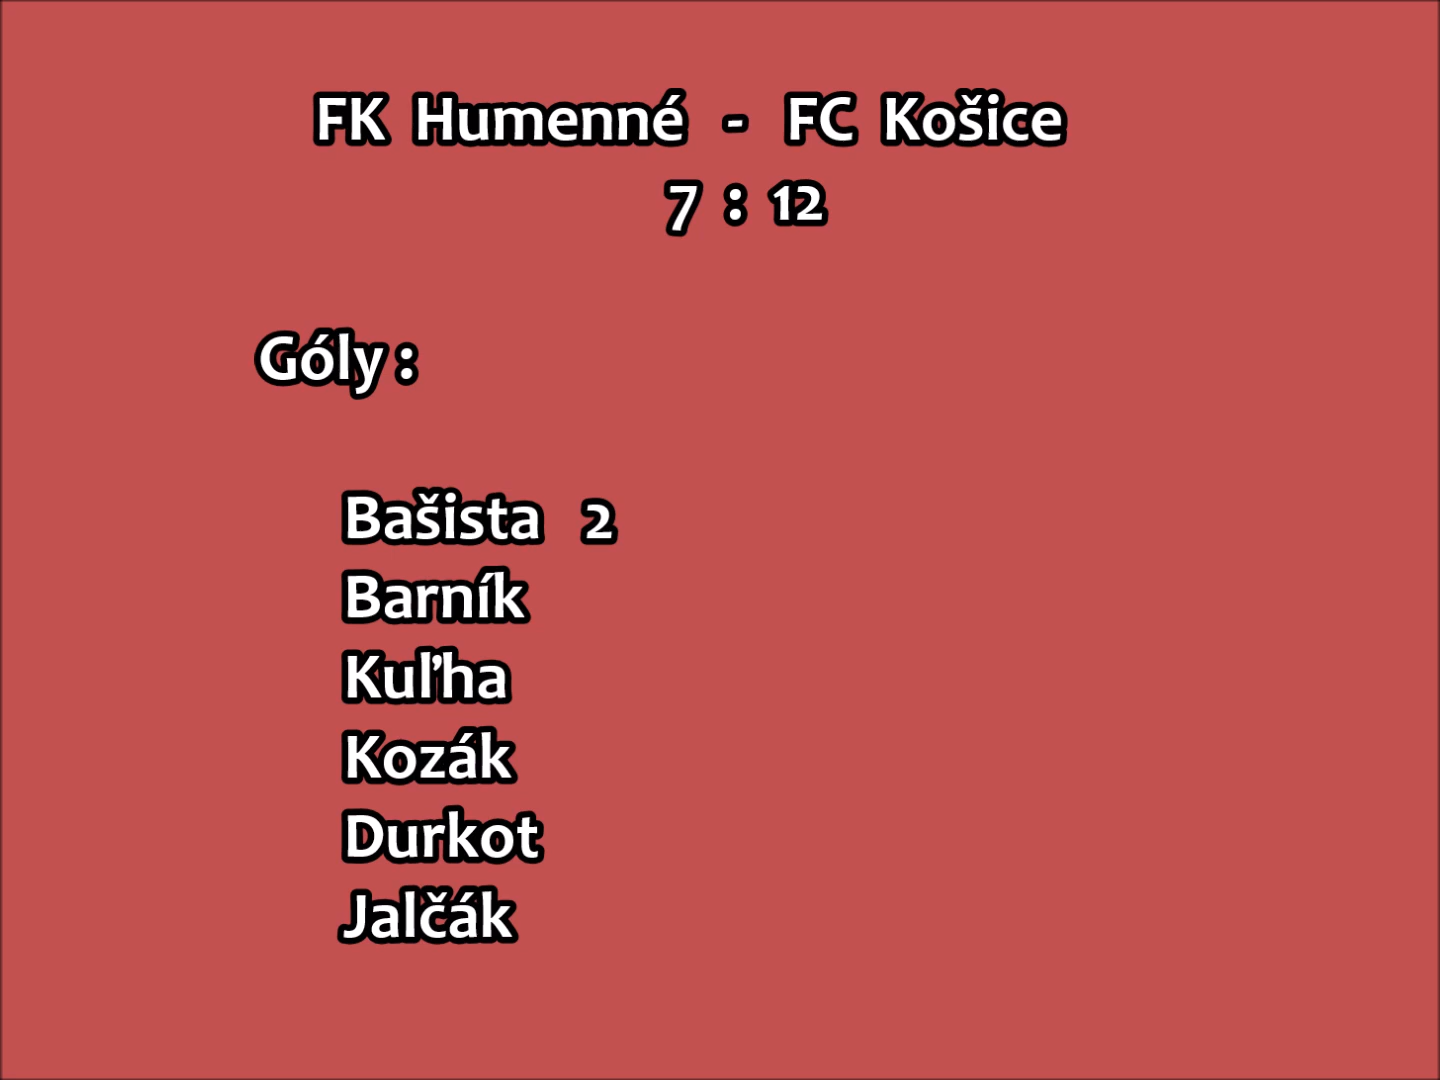 FK Humenné - FC Košice
7 : 12
Góly :
Bašista 2
Barník
Kuľha
Kozák
Durkot
Jalčák